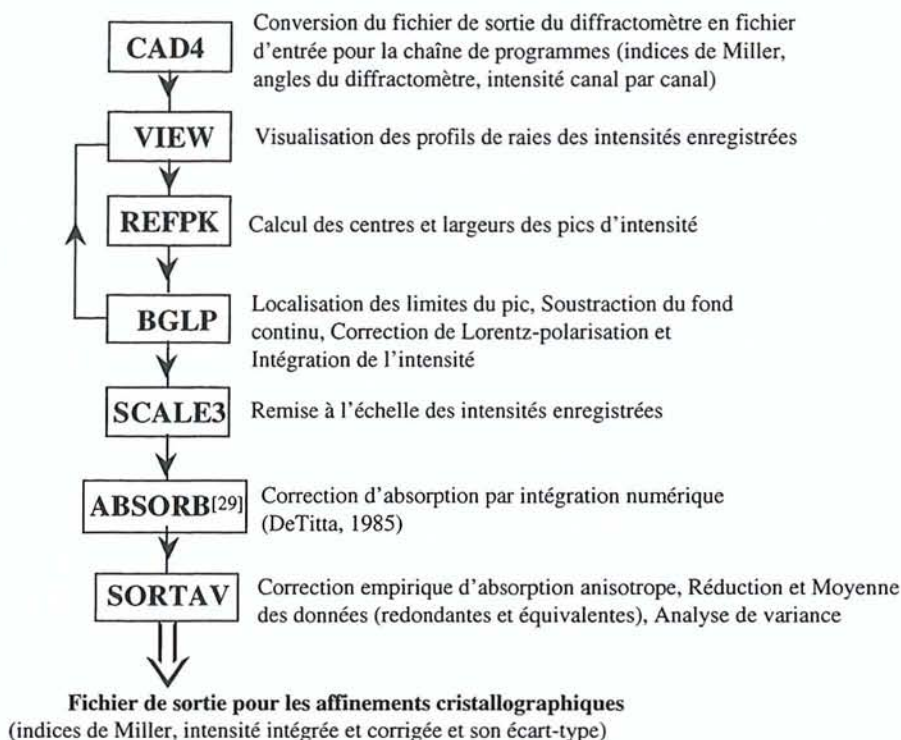 CAD4
Conversion du fichier de sortie du diffractomètre en fichier
d'entrée pour la chaîne de programmes (indices de Miller,
angles du diffractomètre, intensité canal par canal)
VIEW
Visualisation des profils de raies des intensités enregistrées
REFPK
Calcul des centres et largeurs des pics d'intensité
BGLP
Localisation des limites du pic, Soustraction du fond
continu, Correction de Lorentz-polarisation et
Intégration de l'intensité
SCALE3
Remise à l'échelle des intensités enregistrées
ABSORB[29]
Correction d'absorption par intégration numérique
(DeTitta, 1985)
SORTAV
Correction empirique d'absorption anisotrope, Réduction et Moyenne
des données (redondantes et équivalentes), Analyse de variance
Fichier de sortie pour les affinements cristallographiques
(indices de Miller, intensité intégrée et corrigée et son écart-type)